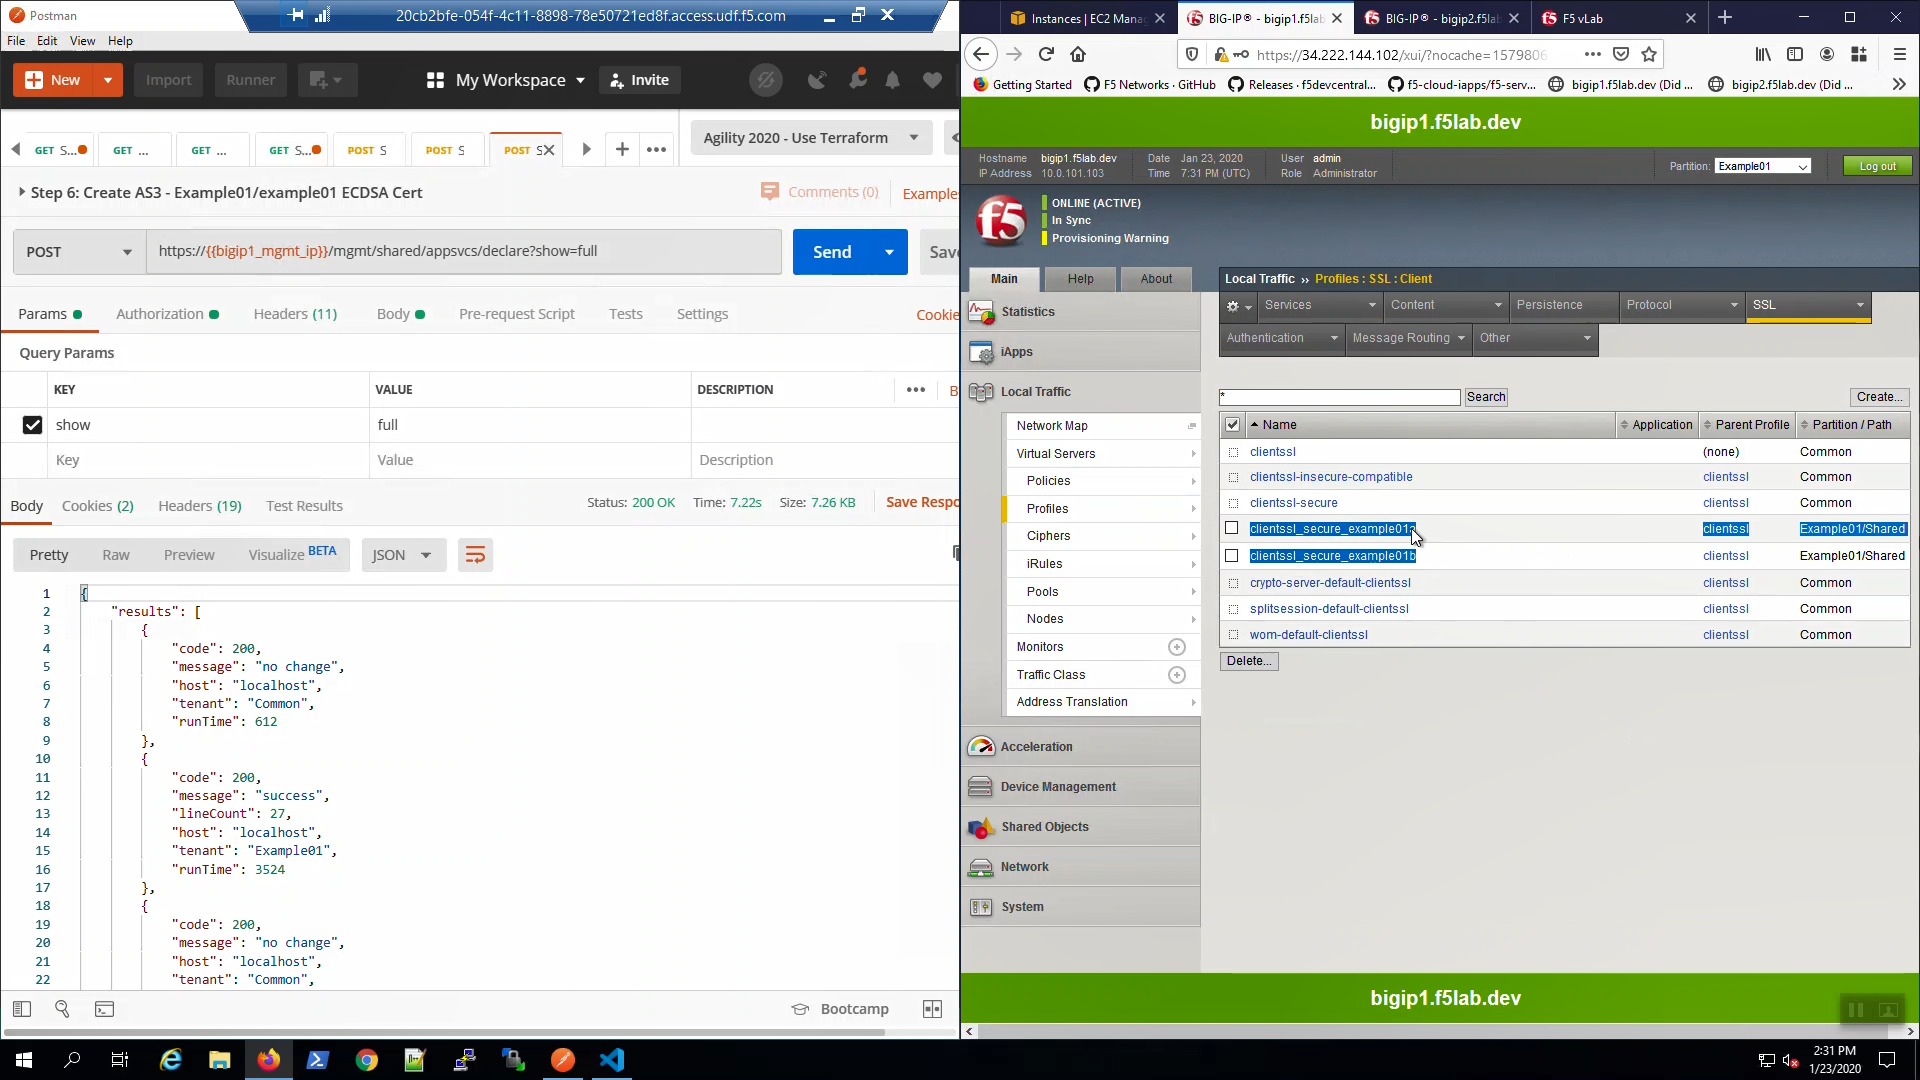 Postman
20cb2bfe-054f-4c11-8898-78e50721ed8f.access.udf.f5.com
File Edit View Help
New
Import
Runner
My Workspace
Invite
GET S...
GET ...
GET ...
GET S...
POST S
POST S
POST S
Agility 2020 - Use Terraform
Step 6: Create AS3 - Example01/example01 ECDSA Cert
Comments (0)
Examples
POST
https://{{bigip1_mgmt_ip}}/mgmt/shared/appsvcs/declare?show=full
Send
Save
Params
Authorization
Headers (11)
Body
Pre-request Script
Tests
Settings
Cookie
Query Params
KEY VALUE DESCRIPTION ••• B
show full
Key Value Description
Body
Cookies (2)
Headers (19)
Test Results
Status: 200 OK Time: 7.22s Size: 7.26 KB Save Respo
Pretty Raw Preview Visualize BETA JSON
1 {
2 "results": [
3 {
4 "code": 200,
5 "message": "no change",
6 "host": "localhost",
7 "tenant": "Common",
8 "runTime": 612
9 },
10 {
11 "code": 200,
12 "message": "success",
13 "lineCount": 27,
14 "host": "localhost",
15 "tenant": "Example01",
16 "runTime": 3524
17 },
18 {
19 "code": 200,
20 "message": "no change",
21 "host": "localhost",
22 "tenant": "Common",
Bootcamp
Instances | EC2 Mana
BIG-IP® - bigip1.f5lab
BIG-IP® - bigip2.f5lab
F5 vLab
https://34.222.144.102/xui/?nocache=1579806
Getting Started
F5 Networks · GitHub
Releases · f5devcentral...
f5-cloud-iapps/f5-serv...
bigip1.f5lab.dev (Did ...
bigip2.f5lab.dev (Did ...
bigip1.f5lab.dev
Hostname bigip1.f5lab.dev Date Jan 23, 2020 User admin
IP Address 10.0.101.103 Time 7:31 PM (UTC) Role Administrator
Partition: Example01
Log out
f5
ONLINE (ACTIVE)
In Sync
Provisioning Warning
Main Help About
Local Traffic ›› Profiles : SSL : Client
Services Content Persistence Protocol SSL
Authentication Message Routing Other
Statistics
iApps
Local Traffic
Network Map
Virtual Servers
Policies
Profiles
Ciphers
iRules
Pools
Nodes
Monitors
Traffic Class
Address Translation
Acceleration
Device Management
Shared Objects
Network
System
*
Search
Create...
Name Application Parent Profile Partition / Path
clientssl (none) Common
clientssl-insecure-compatible clientssl Common
clientssl-secure clientssl Common
clientssl_secure_example01a clientssl Example01/Shared
clientssl_secure_example01b clientssl Example01/Shared
crypto-server-default-clientssl clientssl Common
splitsession-default-clientssl clientssl Common
wom-default-clientssl clientssl Common
Delete...
bigip1.f5lab.dev
2:31 PM
1/23/2020